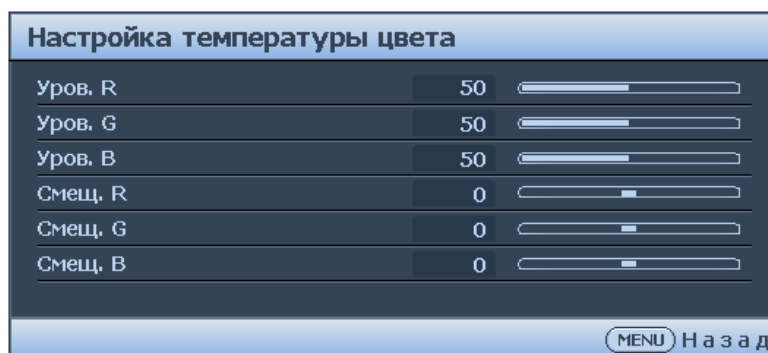 Настройка температуры цвета
Уров. R 50
Уров. G 50
Уров. B 50
Смещ. R 0
Смещ. G 0
Смещ. B 0
MENU Назад